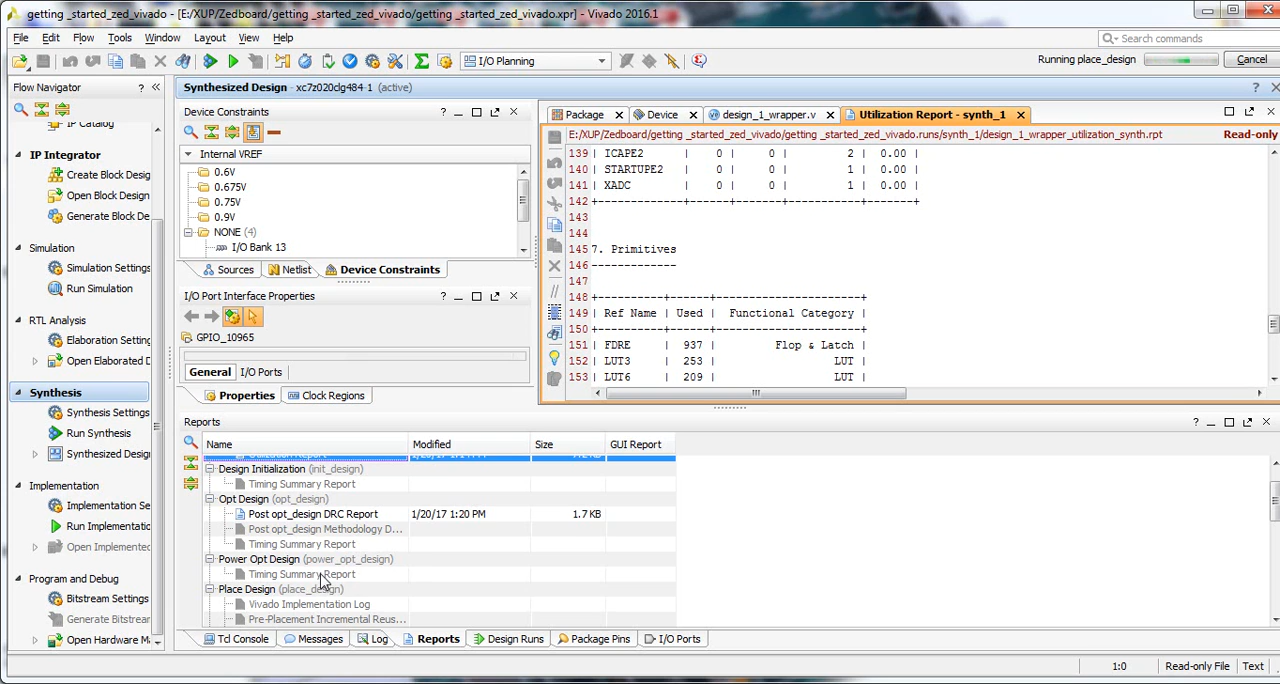 getting _started_zed_vivado - [E:/XUP/Zedboard/getting _started_zed_vivado/getting _started_zed_vivado.xpr] - Vivado 2016.1
File Edit Flow Tools Window Layout View Help
Search commands
I/O Planning
Running place_design
Cancel
Flow Navigator
IP Catalog
IP Integrator
Create Block Desig
Open Block Design
Generate Block De
Simulation
Simulation Settings
Run Simulation
RTL Analysis
Elaboration Setting
Open Elaborated D
Synthesis
Synthesis Settings
Run Synthesis
Synthesized Design
Implementation
Implementation Se
Run Implementatio
Open Implemented
Program and Debug
Bitstream Settings
Generate Bitstrean
Open Hardware M
Synthesized Design - xc7z020clg484-1 (active)
Device Constraints
Internal VREF
0.6V
0.675V
0.75V
0.9V
NONE (4)
I/O Bank 13
Sources Netlist Device Constraints
I/O Port Interface Properties
GPIO_10965
General I/O Ports
Properties Clock Regions
Package Device design_1_wrapper.v Utilization Report - synth_1
E:/XUP/Zedboard/getting _started_zed_vivado/getting _started_zed_vivado.runs/synth_1/design_1_wrapper_utilization_synth.rpt Read-only
139 | ICAPE2 | 0 | 0 | 2 | 0.00 |
140 | STARTUPE2 | 0 | 0 | 1 | 0.00 |
141 | XADC | 0 | 0 | 1 | 0.00 |
142 +-------------+------+-------+-----------+-------+
143
144
145 7. Primitives
146 -------------
147
148 +----------+------+---------------------+
149 | Ref Name | Used | Functional Category |
150 +----------+------+---------------------+
151 | FDRE | 937 | Flop & Latch |
152 | LUT3 | 253 | LUT |
153 | LUT6 | 209 | LUT |
Reports
Name Modified Size GUI Report
Design Initialization (init_design)
Timing Summary Report
Opt Design (opt_design)
Post opt_design DRC Report 1/20/17 1:20 PM 1.7 KB
Post opt_design Methodology D...
Timing Summary Report
Power Opt Design (power_opt_design)
Timing Summary Report
Place Design (place_design)
Vivado Implementation Log
Pre-Placement Incremental Reus...
Tcl Console Messages Log Reports Design Runs Package Pins I/O Ports
1:0 Read-only File Text